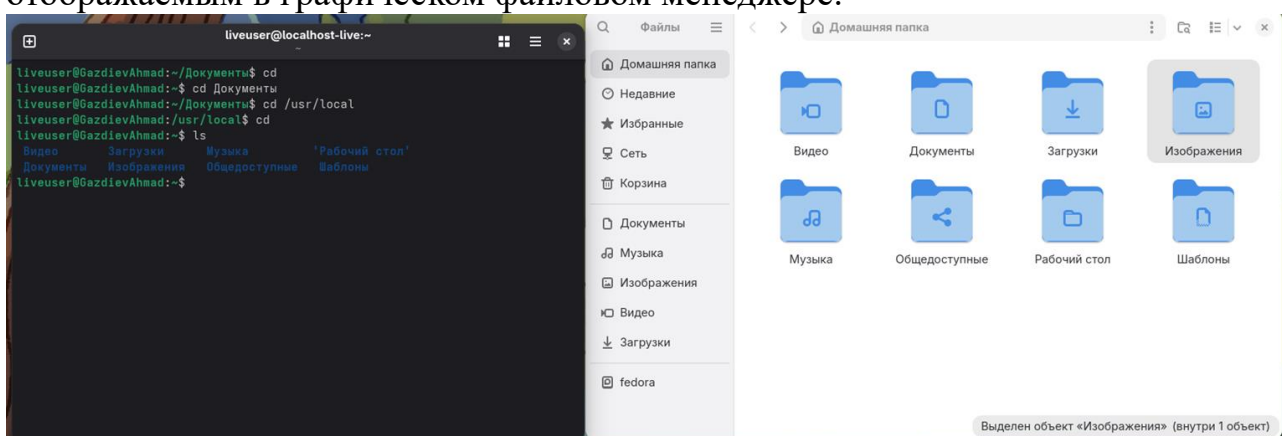 отображаемым в графическом файловом менеджере.
liveuser@localhost-live:~
~
liveuser@GazdievAhmad:~/Документы$ cd
liveuser@GazdievAhmad:~$ cd Документы
liveuser@GazdievAhmad:~/Документы$ cd /usr/local
liveuser@GazdievAhmad:/usr/local$ cd
liveuser@GazdievAhmad:~$ ls
Видео Загрузки Музыка 'Рабочий стол'
Документы Изображения Общедоступные Шаблоны
liveuser@GazdievAhmad:~$
Файлы
Домашняя папка
Недавние
Избранные
Сеть
Корзина
Документы
Музыка
Изображения
Видео
Загрузки
fedora
Домашняя папка
Видео Документы Загрузки Изображения
Музыка Общедоступные Рабочий стол Шаблоны
Выделен объект «Изображения» (внутри 1 объект)